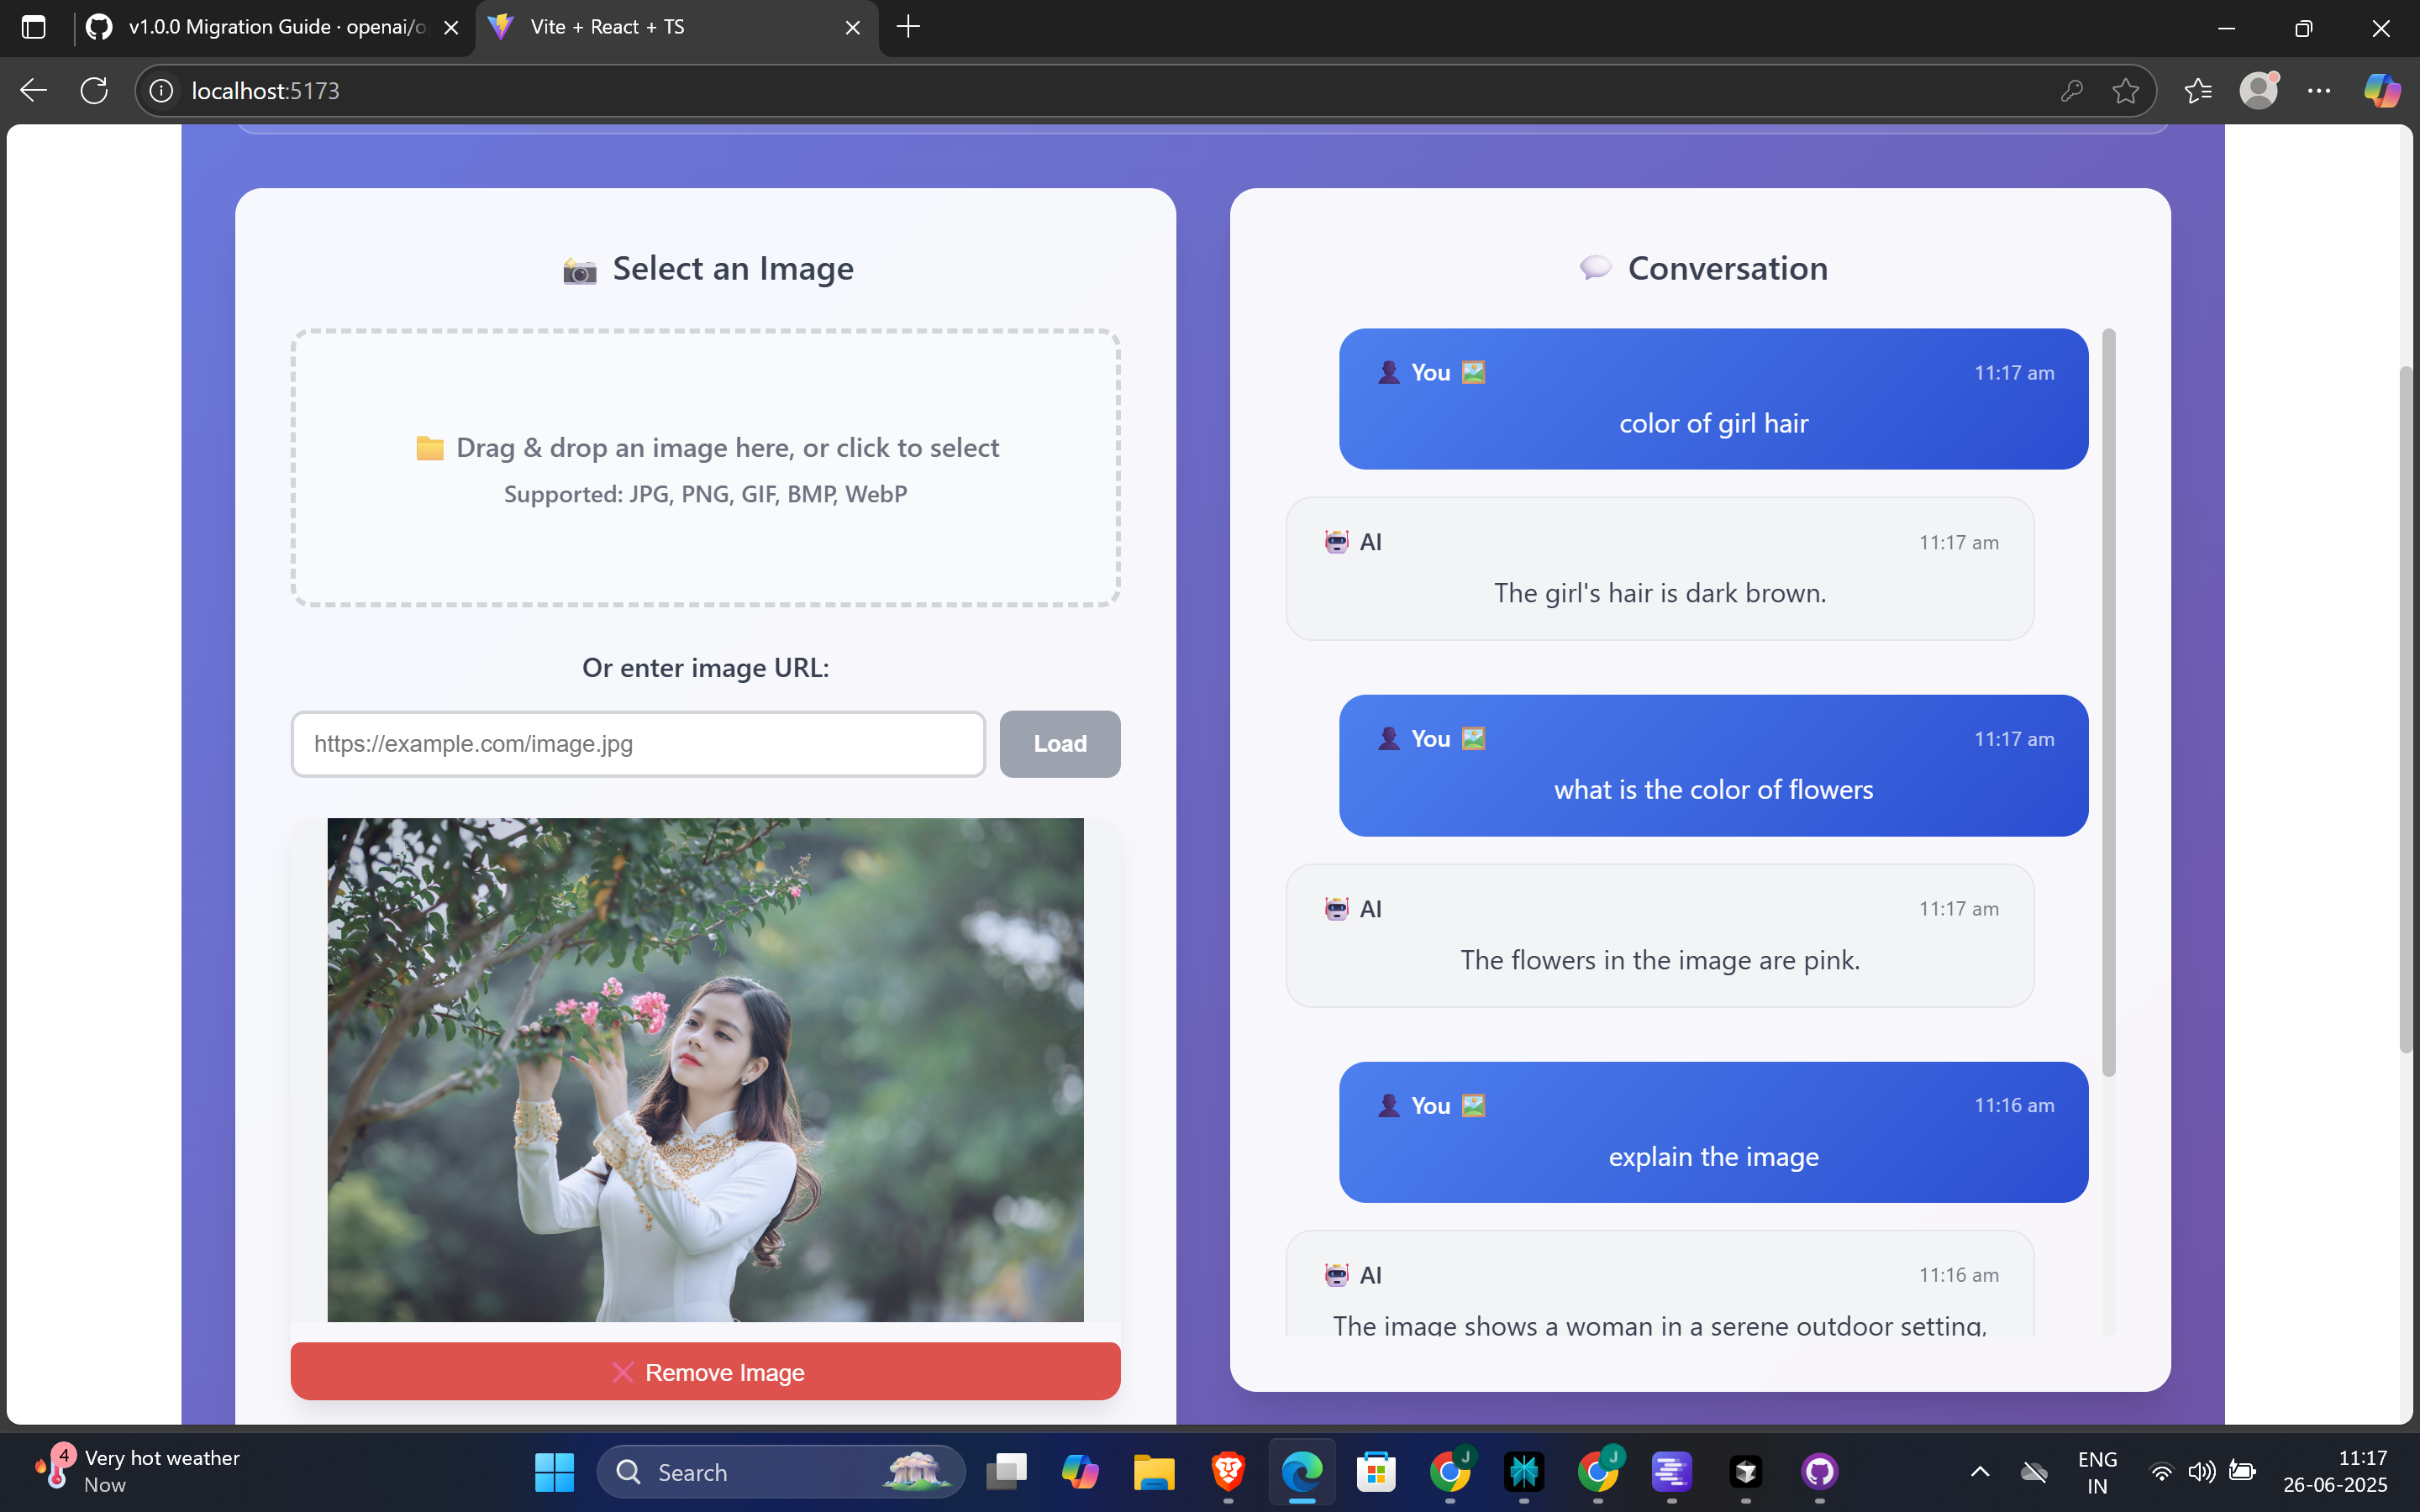 v1.0.0 Migration Guide · openai/o
Vite + React + TS
localhost:5173
Select an Image
Drag & drop an image here, or click to select
Supported: JPG, PNG, GIF, BMP, WebP
Or enter image URL:
https://example.com/image.jpg
Load
Remove Image
Conversation
You
11:17 am
color of girl hair
AI
11:17 am
The girl's hair is dark brown.
You
11:17 am
what is the color of flowers
AI
11:17 am
The flowers in the image are pink.
You
11:16 am
explain the image
AI
11:16 am
The image shows a woman in a serene outdoor setting,
4
Very hot weather
Now
Search
J
J
ENG
IN
11:17
26-06-2025